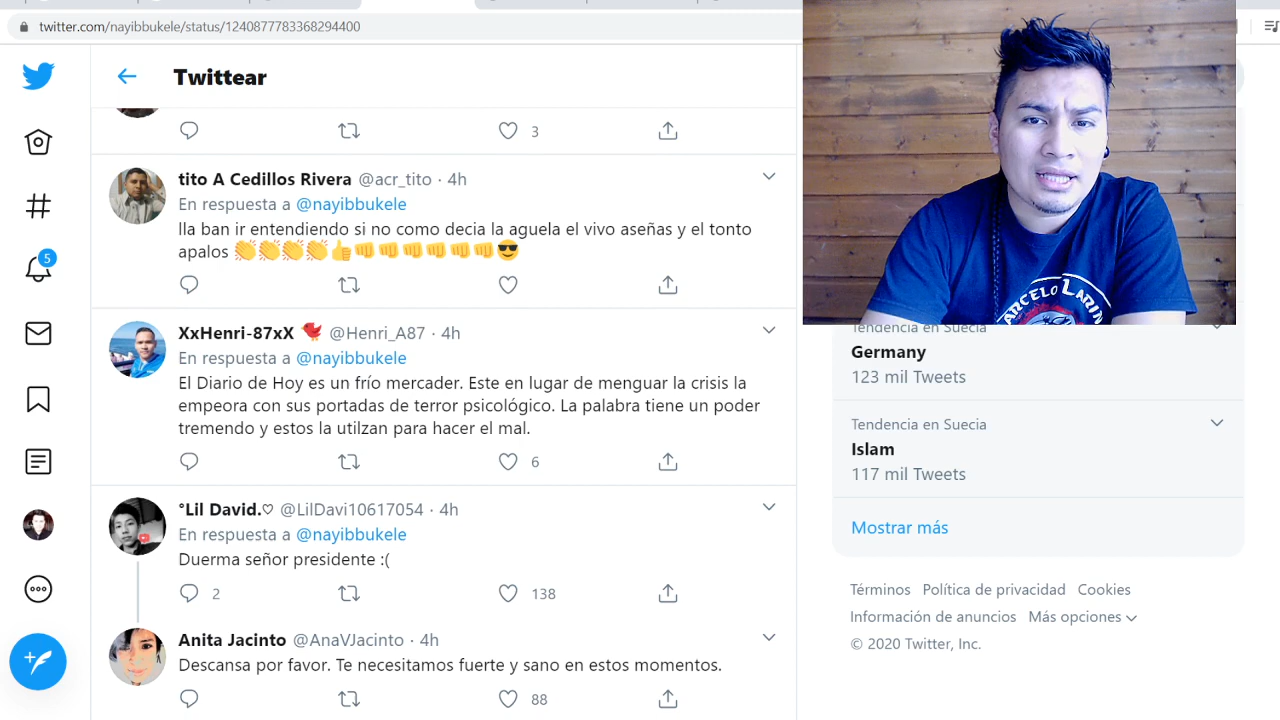 twitter.com/nayibbukele/status/1240877783368294400
Twittear
3
tito A Cedillos Rivera @acr_tito · 4h
En respuesta a @nayibbukele
lla ban ir entendiendo si no como decia la aguela el vivo aseñas y el tonto
apalos 👏👏👏👏👍👊👊👊👊👊👊😎
5
XxHenri-87xX 🐦 @Henri_A87 · 4h
En respuesta a @nayibbukele
El Diario de Hoy es un frío mercader. Este en lugar de menguar la crisis la
empeora con sus portadas de terror psicológico. La palabra tiene un poder
tremendo y estos la utilzan para hacer el mal.
6
°Lil David.♡ @LilDavi10617054 · 4h
En respuesta a @nayibbukele
Duerma señor presidente :(
2 138
Anita Jacinto @AnaVJacinto · 4h
Descansa por favor. Te necesitamos fuerte y sano en estos momentos.
88
ARCELO LARIN
Tendencia en Suecia
Germany
123 mil Tweets
Tendencia en Suecia
Islam
117 mil Tweets
Mostrar más
Términos Política de privacidad Cookies
Información de anuncios Más opciones
© 2020 Twitter, Inc.